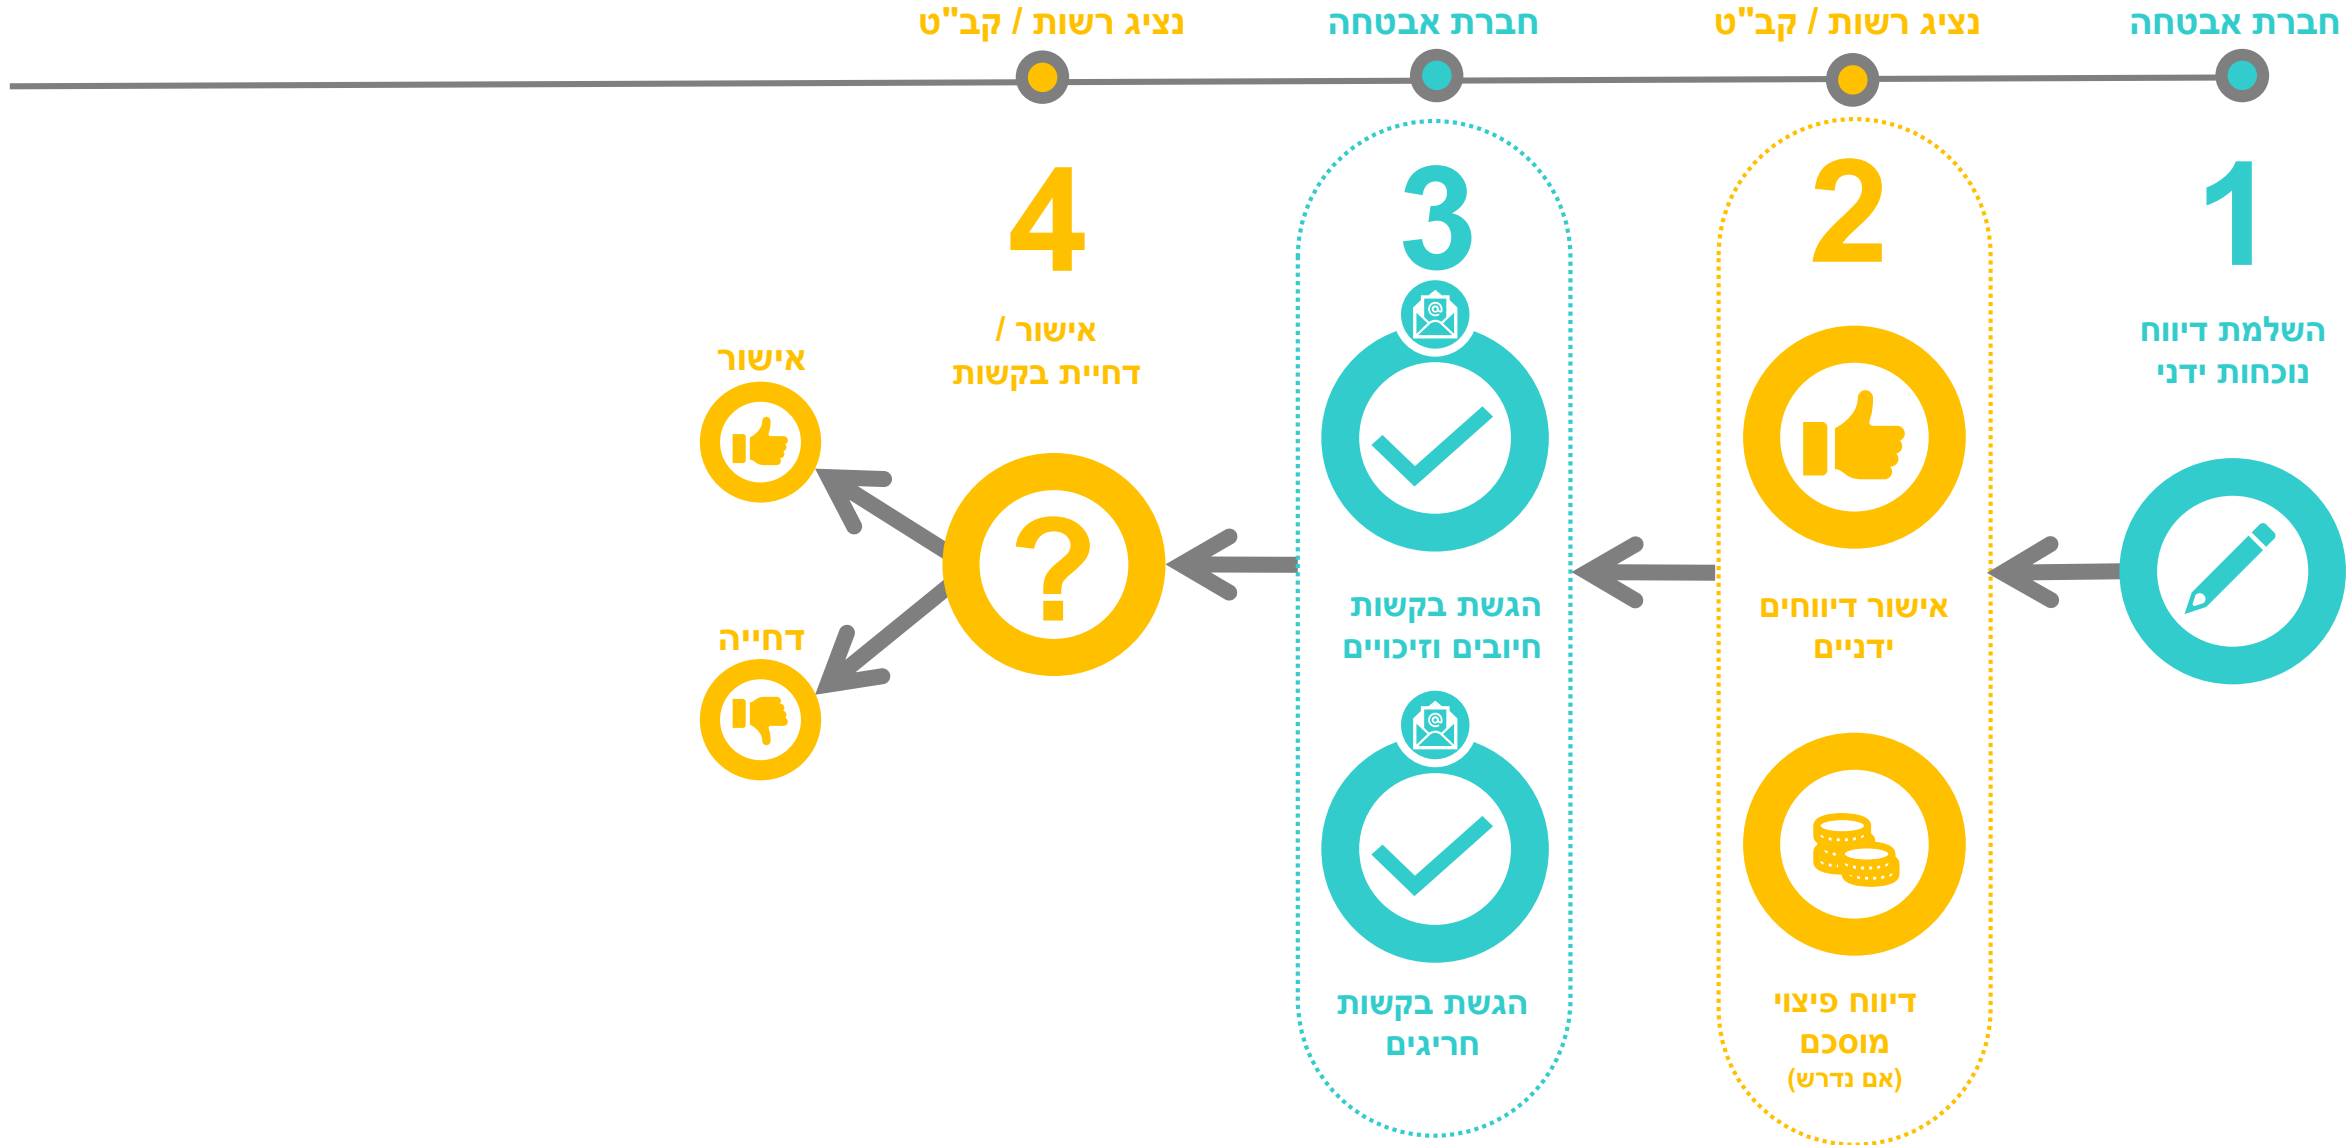 חברת אבטחה
נציג רשות / קב"ט
חברת אבטחה
נציג רשות / קב"ט
1
השלמת דיווח
נוכחות ידני
2
אישור דיווחים
ידניים
דיווח פיצוי
מוסכם
(אם נדרש)
3
@
הגשת בקשות
חיובים וזיכויים
@
הגשת בקשות
חריגים
4
אישור /
דחיית בקשות
?
אישור
דחייה